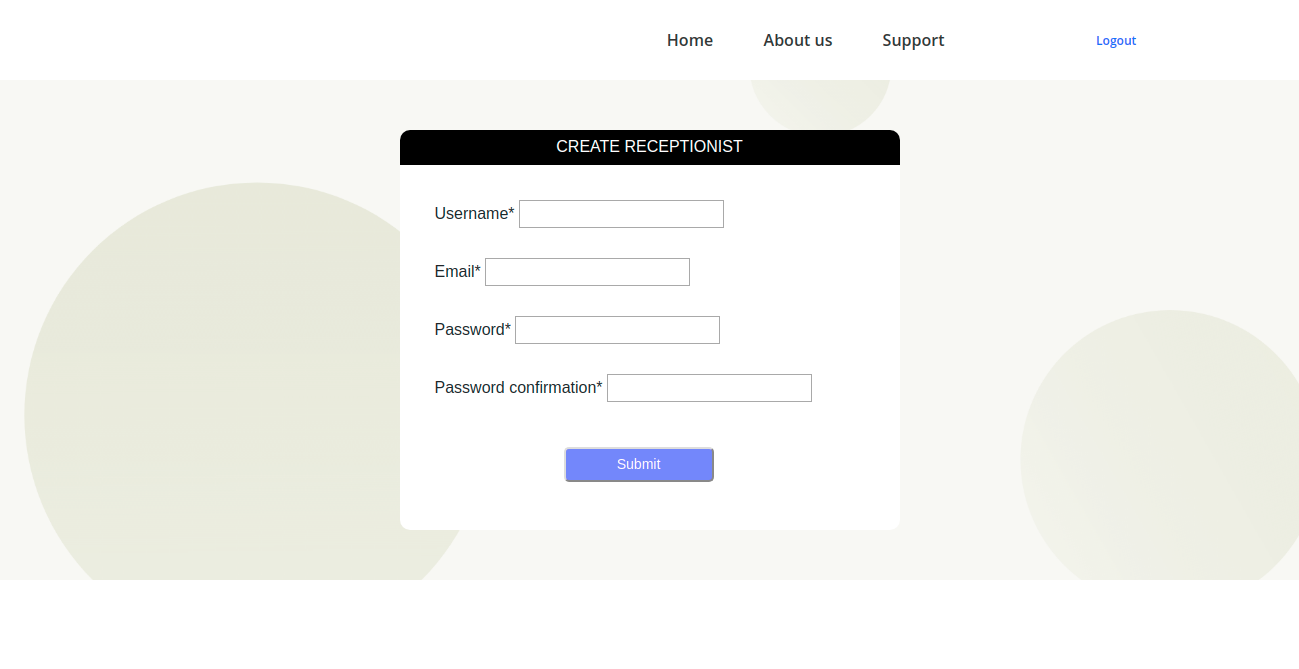 Home About us Support Logout
CREATE RECEPTIONIST
Username*
Email*
Password*
Password confirmation*
Submit